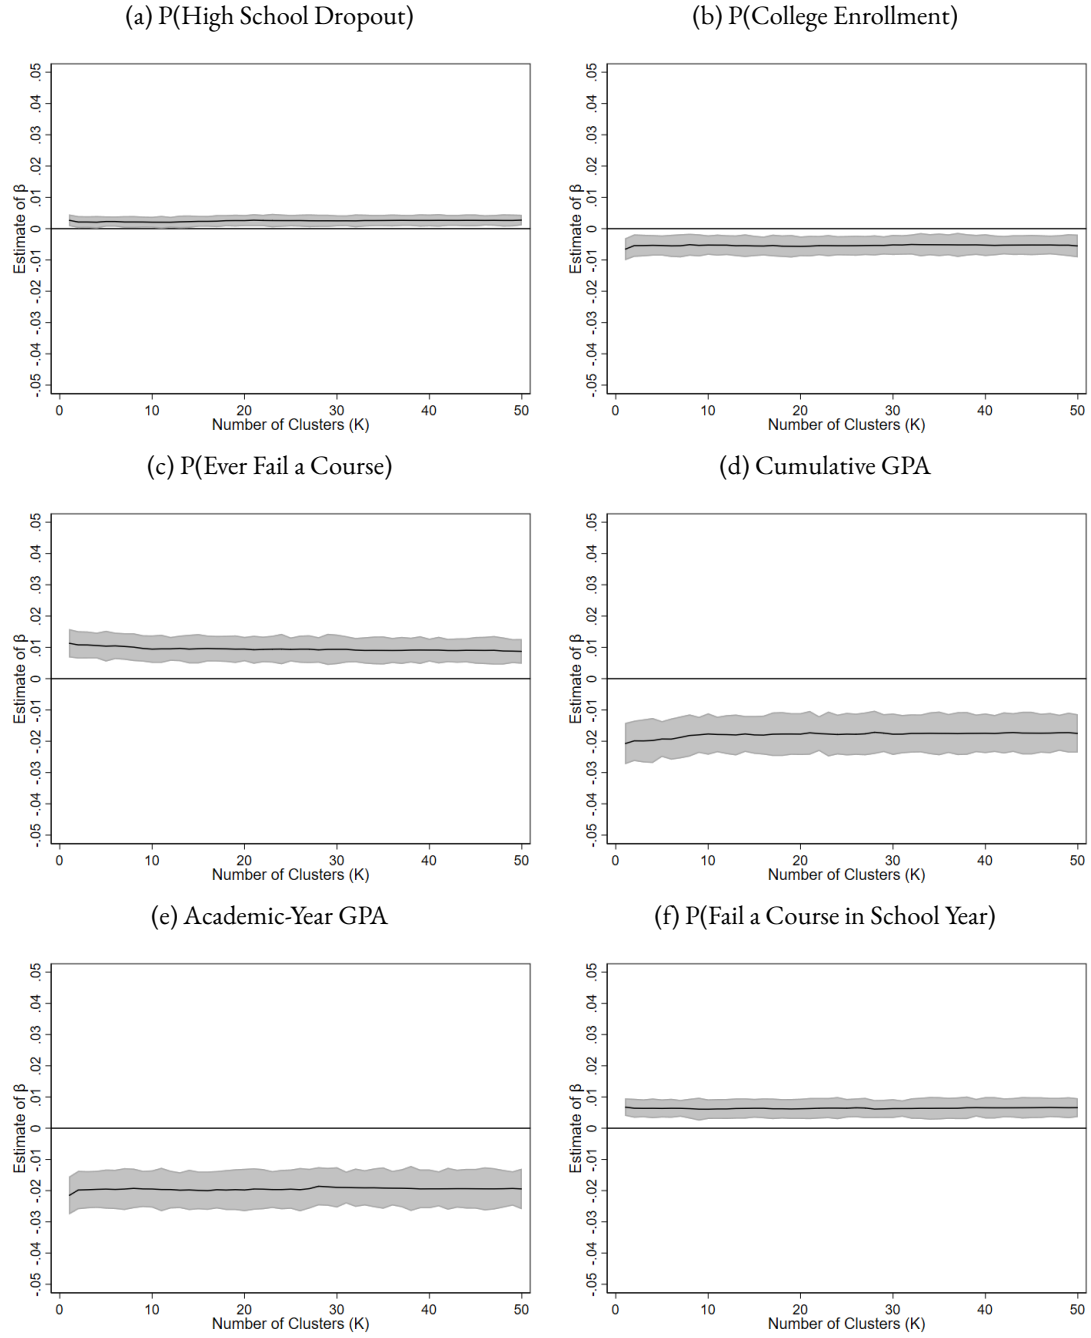 (a) P(High School Dropout)
(b) P(College Enrollment)
Estimate of β
.05
.04
.03
.02
.01
0
-.01
-.02
-.03
-.04
-.05
0 10 20 30 40 50
Number of Clusters (K)
Estimate of β
.05
.04
.03
.02
.01
0
-.01
-.02
-.03
-.04
-.05
0 10 20 30 40 50
Number of Clusters (K)
(c) P(Ever Fail a Course)
(d) Cumulative GPA
Estimate of β
.05
.04
.03
.02
.01
0
-.01
-.02
-.03
-.04
-.05
0 10 20 30 40 50
Number of Clusters (K)
Estimate of β
.05
.04
.03
.02
.01
0
-.01
-.02
-.03
-.04
-.05
0 10 20 30 40 50
Number of Clusters (K)
(e) Academic-Year GPA
(f) P(Fail a Course in School Year)
Estimate of β
.05
.04
.03
.02
.01
0
-.01
-.02
-.03
-.04
-.05
0 10 20 30 40 50
Number of Clusters (K)
Estimate of β
.05
.04
.03
.02
.01
0
-.01
-.02
-.03
-.04
-.05
0 10 20 30 40 50
Number of Clusters (K)